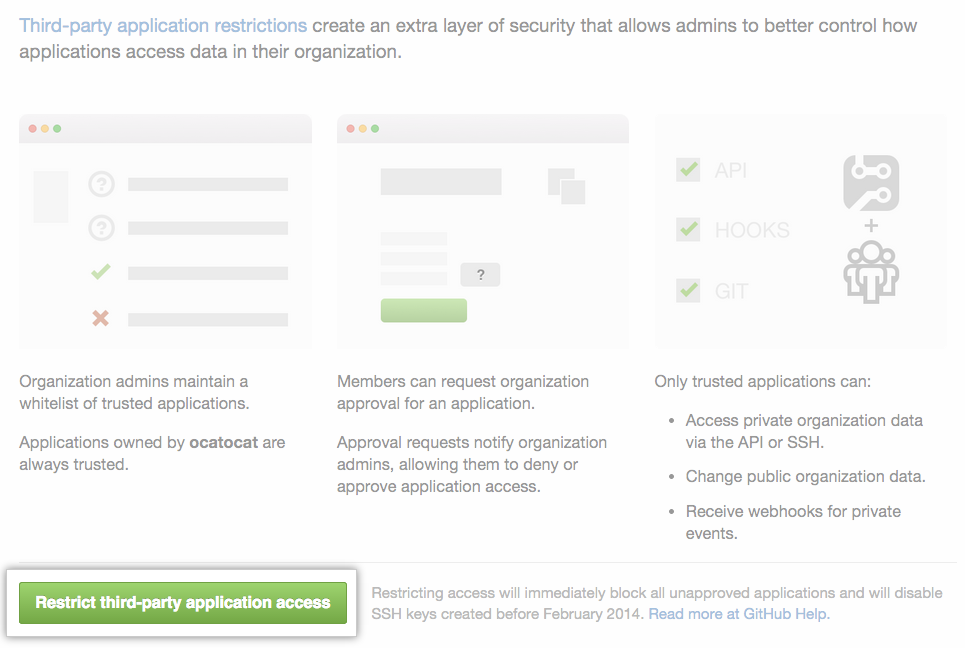 Third-party application restrictions create an extra layer of security that allows admins to better control how
applications access data in their organization.
?
?
?
API
HOOKS
+
GIT
Organization admins maintain a
whitelist of trusted applications.
Applications owned by ocatocat are
always trusted.
Members can request organization
approval for an application.
Approval requests notify organization
admins, allowing them to deny or
approve application access.
Only trusted applications can:
• Access private organization data
via the API or SSH.
• Change public organization data.
• Receive webhooks for private
events.
Restrict third-party application access
Restricting access will immediately block all unapproved applications and will disable
SSH keys created before February 2014. Read more at GitHub Help.